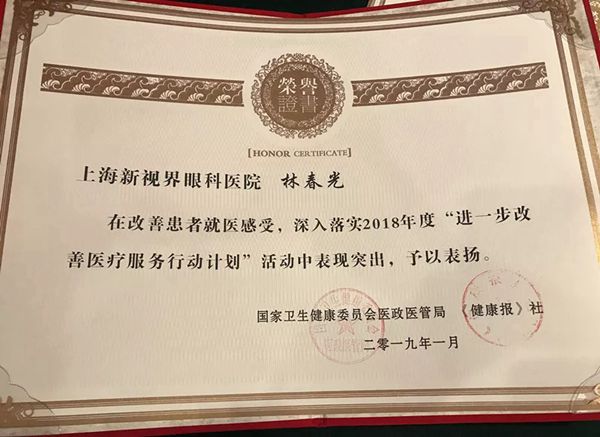 榮譽
證書
[HONOR CERTIFICATE]
上海新视界眼科医院 林春光
在改善患者就医感受，深入落实2018年度“进一步改
善医疗服务行动计划”活动中表现突出，予以表扬。
国家卫生健康委员会医政医管局 《健康报》社
二零一九年一月